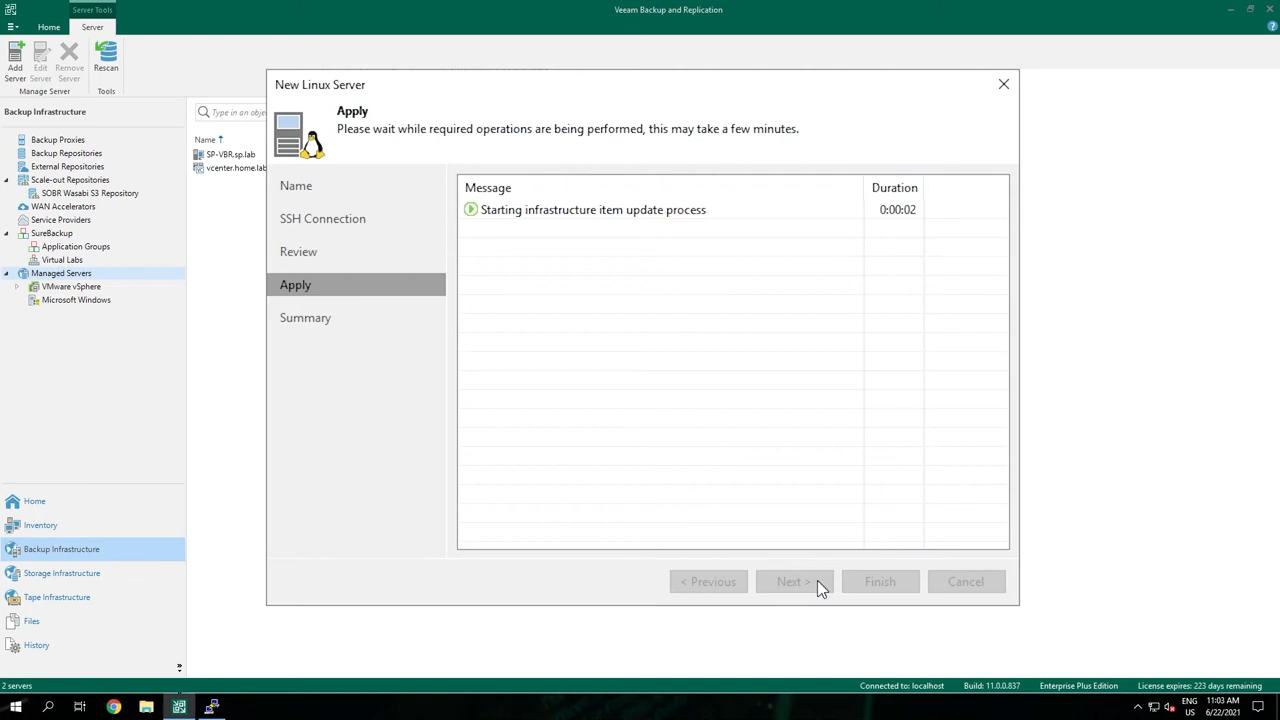 Server Tools
Veeam Backup and Replication
Home
Server
Add Server
Edit Server
Remove Server
Rescan
Manage Server
Tools
Backup Infrastructure
Backup Proxies
Backup Repositories
External Repositories
Scale-out Repositories
SOBR Wasabi S3 Repository
WAN Accelerators
Service Providers
SureBackup
Application Groups
Virtual Labs
Managed Servers
VMware vSphere
Microsoft Windows
Home
Inventory
Backup Infrastructure
Storage Infrastructure
Tape Infrastructure
Files
History
Type in an obje
Name
SP-VBR.sp.lab
vcenter.home.lab
New Linux Server
Apply
Please wait while required operations are being performed, this may take a few minutes.
Name
SSH Connection
Review
Apply
Summary
Message
Duration
Starting infrastructure item update process
0:00:02
< Previous
Next >
Finish
Cancel
2 servers
Connected to: localhost
Build: 11.0.0.837
Enterprise Plus Edition
License expires: 223 days remaining
ENG
US
11:03 AM
6/22/2021